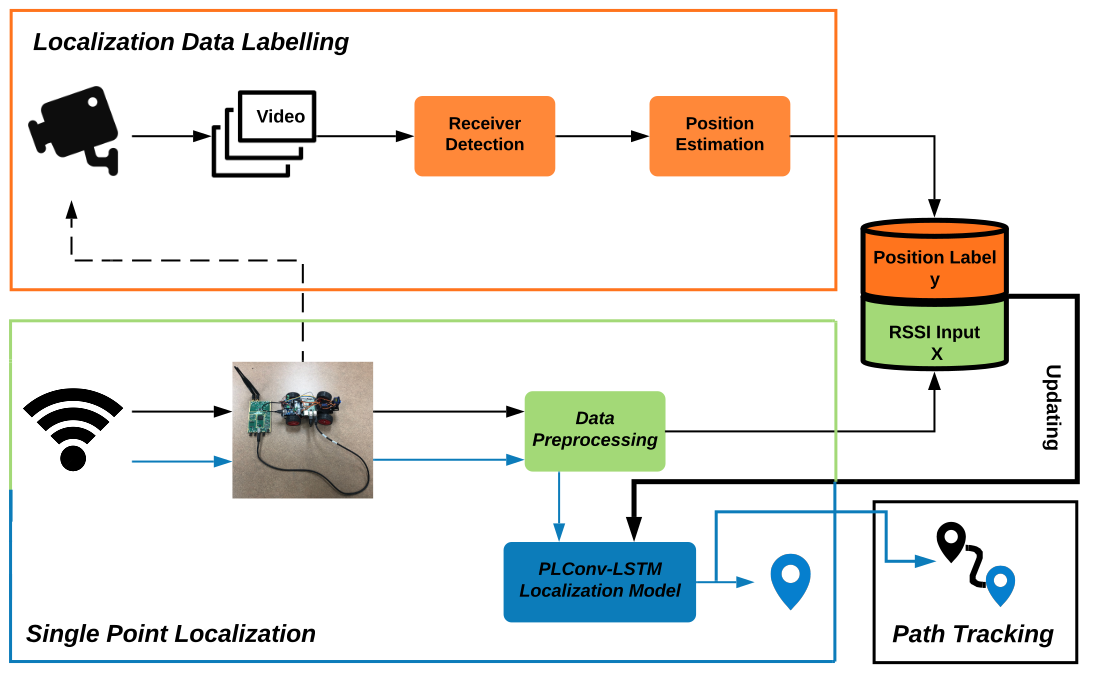 Localization Data Labelling
Video
Receiver
Detection
Position
Estimation
Position Label
y
RSSI Input
X
Updating
Data
Preprocessing
PLConv-LSTM
Localization Model
Single Point Localization
Path Tracking